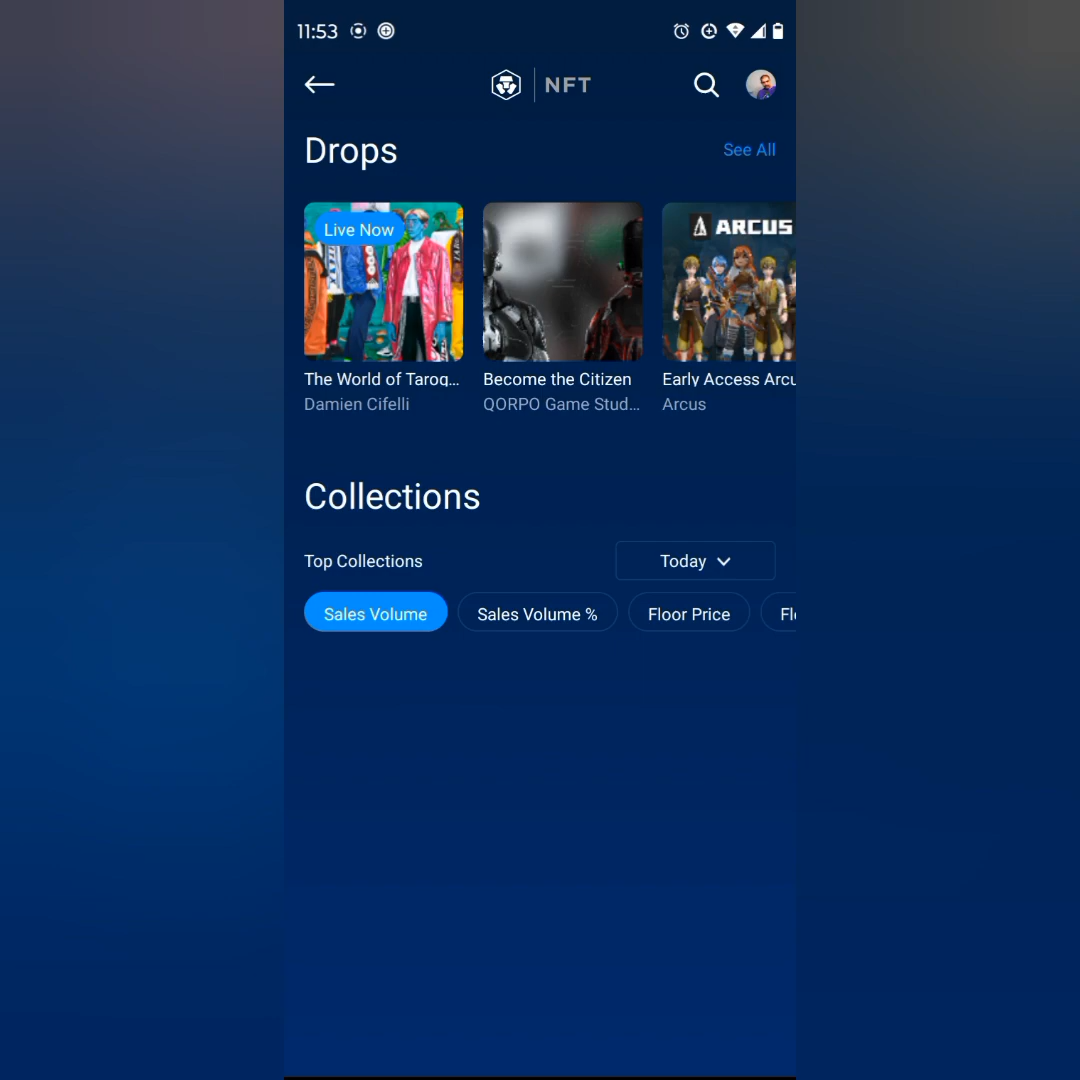 11:53
NFT
Drops
See All
Live Now
ARCUS
The World of Taroq...
Become the Citizen
Early Access Arcu
Damien Cifelli
QORPO Game Stud...
Arcus
Collections
Top Collections
Today
Sales Volume
Sales Volume %
Floor Price
Fl